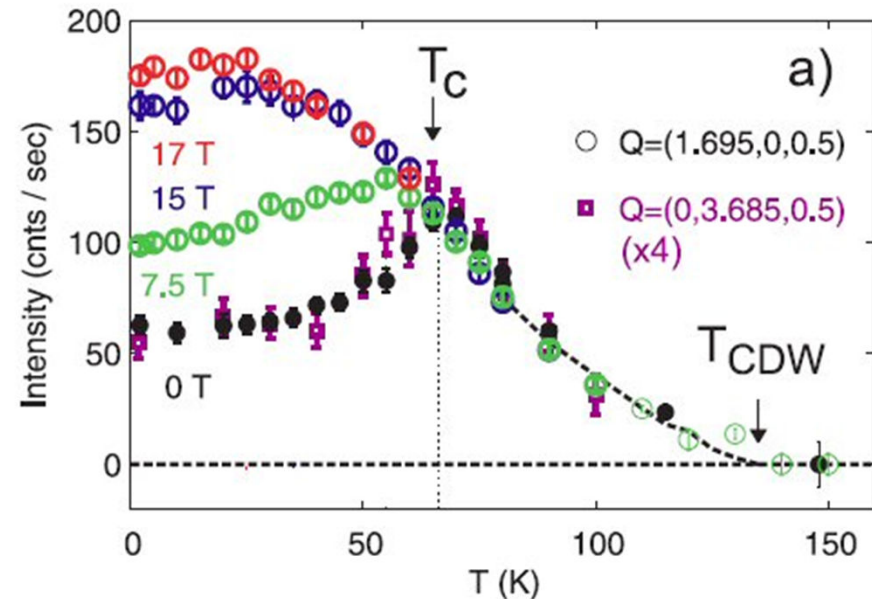 200
150
100
50
0
Intensity (cnts / sec)
T_C
a)
Q=(1.695,0,0.5)
Q=(0,3.685,0.5)
(x4)
17 T
15 T
7.5 T
0 T
T_CDW
0
50
100
150
T (K)